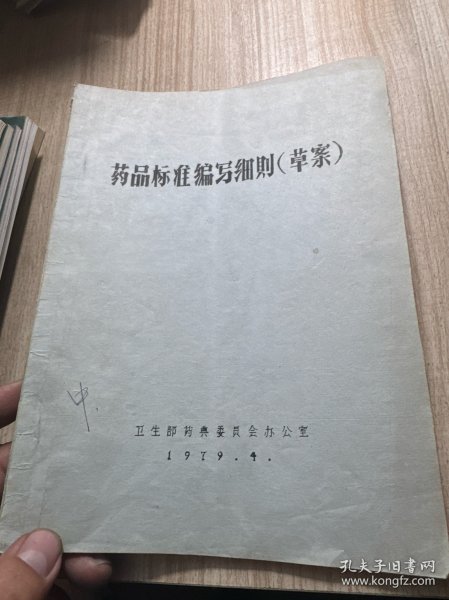 药品标准编写细則(草案)
中.
卫生部药典委员会办公室
1979.4.
孔夫子旧书网
www.kongfz.com